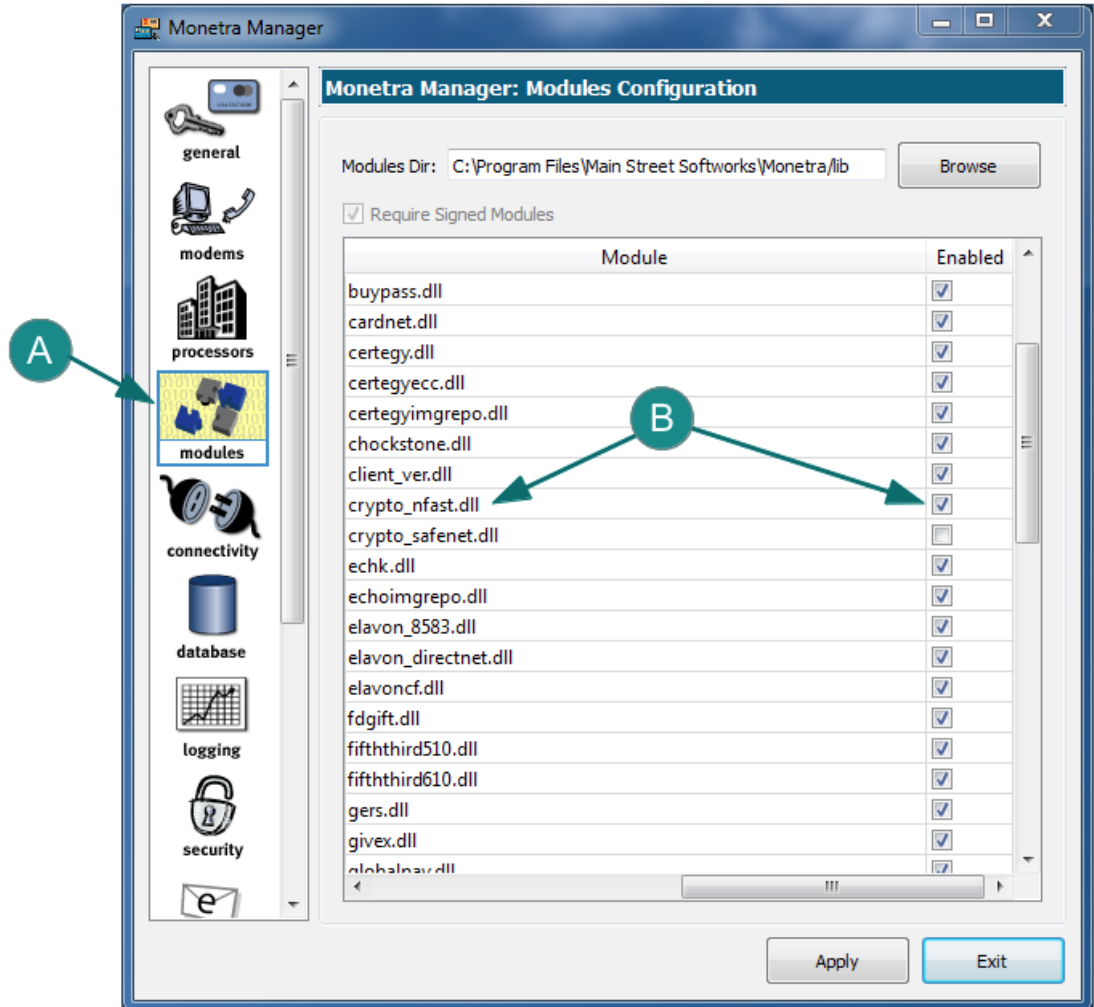 Monetra Manager
general
modems
processors
modules
connectivity
database
logging
security
e
Monetra Manager: Modules Configuration
Modules Dir: C:\Program Files\Main Street Softworks\Monetra/lib Browse
Require Signed Modules
Module Enabled
buypass.dll
cardnet.dll
certegy.dll
certegyecc.dll
certegyimgrepo.dll
chockstone.dll
client_ver.dll
crypto_nfast.dll
crypto_safenet.dll
echk.dll
echoimgrepo.dll
elavon_8583.dll
elavon_directnet.dll
elavoncf.dll
fdgift.dll
fifththird510.dll
fifththird610.dll
gers.dll
givex.dll
globalpay.dll
Apply Exit
A
B